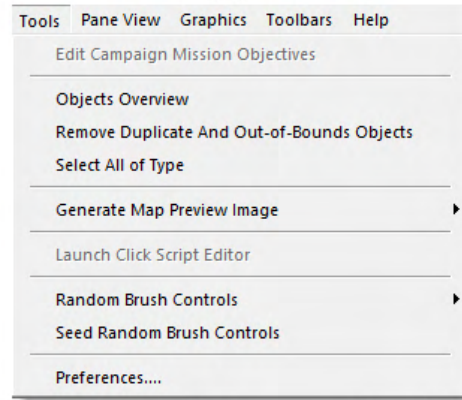 Tools Pane View Graphics Toolbars Help
Edit Campaign Mission Objectives
Objects Overview
Remove Duplicate And Out-of-Bounds Objects
Select All of Type
Generate Map Preview Image
Launch Click Script Editor
Random Brush Controls
Seed Random Brush Controls
Preferences....